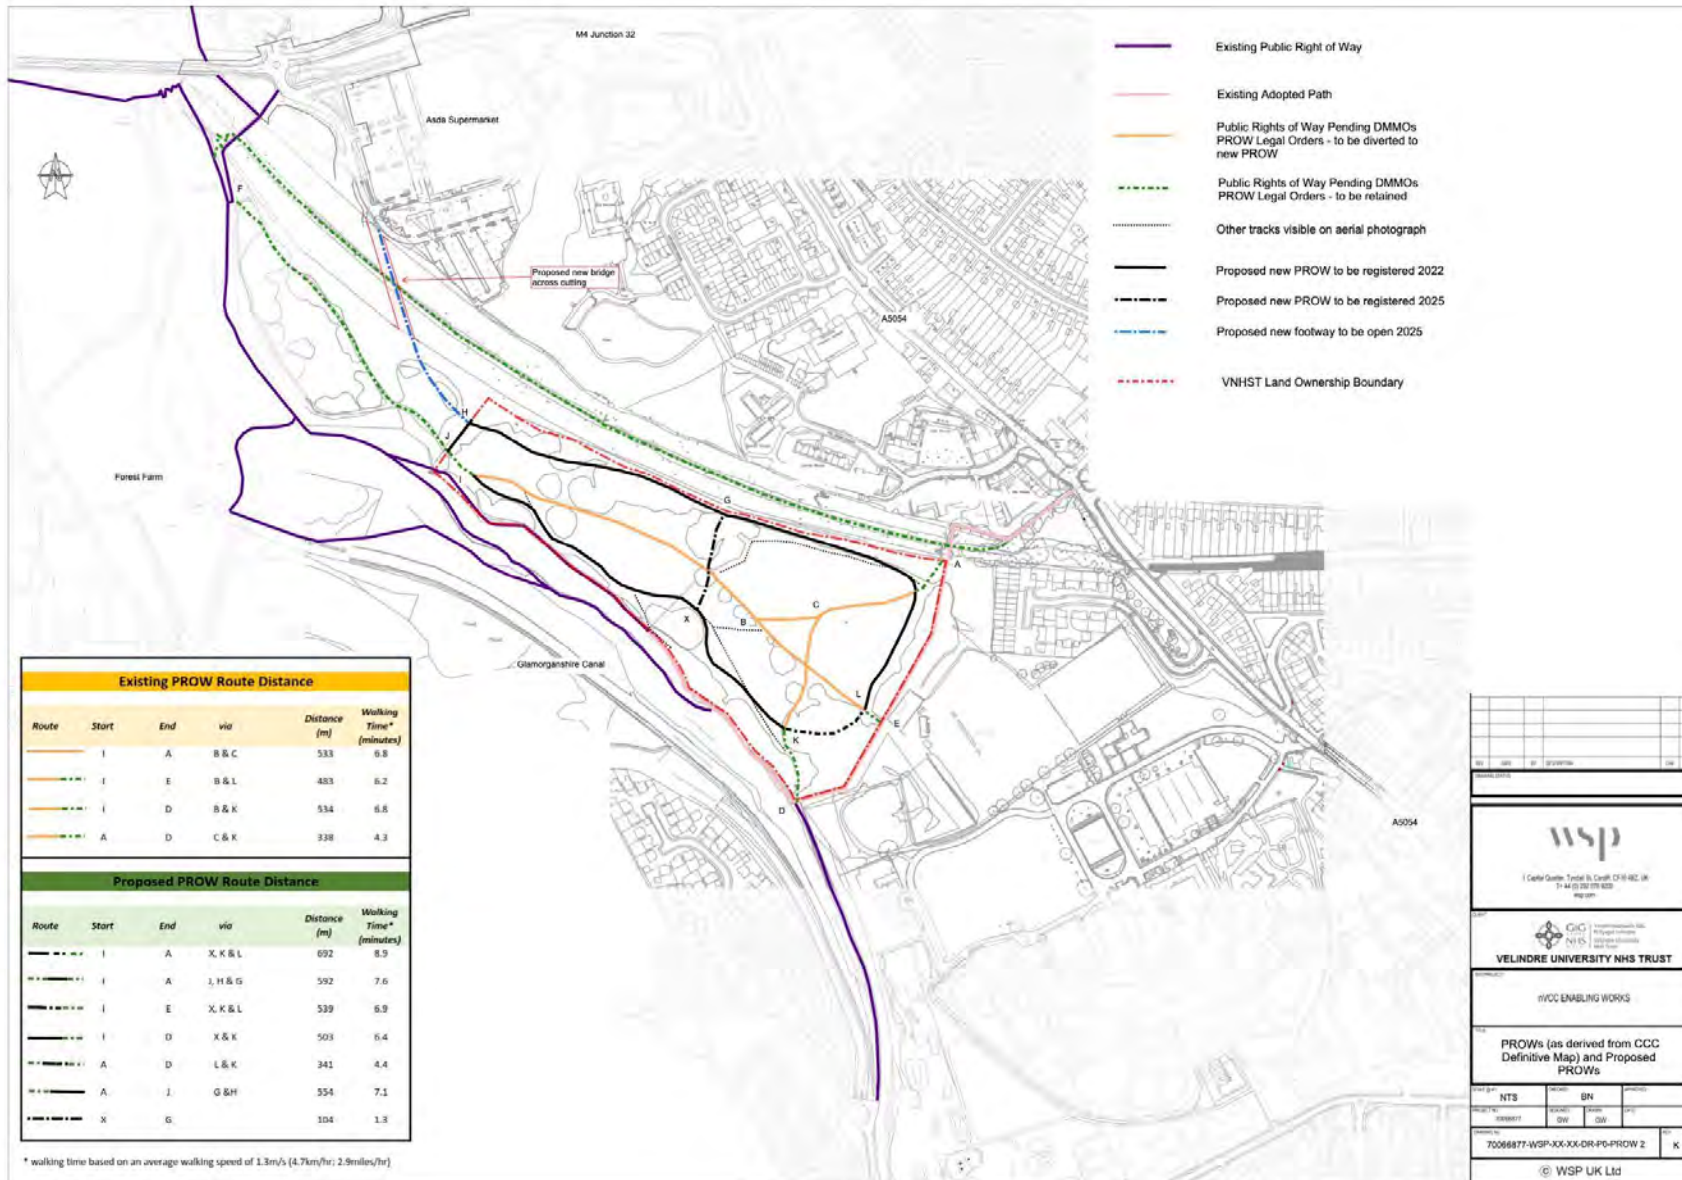 M4 Junction 32
Asda Supermarket
F
Proposed new bridge
across cutting
A5054
H
J
I
Forest Farm
G
A
C
B
X
Glamorganshire Canal
L
E
K
D
A5054
Existing Public Right of Way
Existing Adopted Path
Public Rights of Way Pending DMMOs
PROW Legal Orders - to be diverted to
new PROW
Public Rights of Way Pending DMMOs
PROW Legal Orders - to be retained
Other tracks visible on aerial photograph
Proposed new PROW to be registered 2022
Proposed new PROW to be registered 2025
Proposed new footway to be open 2025
VNHST Land Ownership Boundary
Existing PROW Route Distance
Route Start End via Distance (m) Walking Time* (minutes)
I A B & C 533 6.8
I E B & L 483 6.2
I D B & K 534 6.8
A D C & K 338 4.3
Proposed PROW Route Distance
Route Start End via Distance (m) Walking Time* (minutes)
I A X, K & L 692 8.9
I A J, H & G 592 7.6
I E X, K & L 539 6.9
I D X & K 503 6.4
A D L & K 341 4.4
A J G &H 554 7.1
X G 104 1.3
* walking time based on an average walking speed of 1.3m/s (4.7km/hr; 2.9miles/hr)
wsp
GIG
NHS
VELINDRE UNIVERSITY NHS TRUST
nVCC ENABLING WORKS
PROWs (as derived from CCC
Definitive Map) and Proposed
PROWs
NTS BN
70066877 GW GW
70066877-WSP-XX-XX-DR-P0-PROW 2 K
© WSP UK Ltd